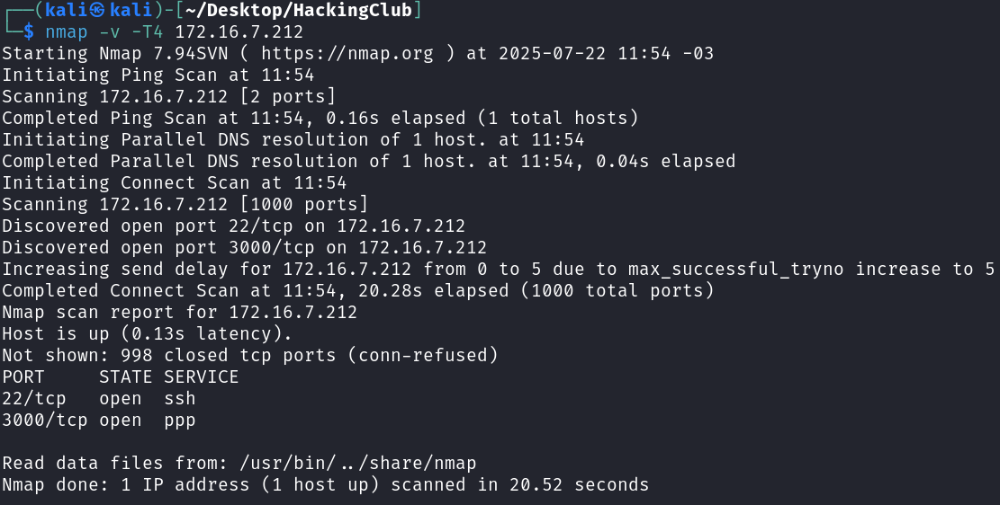 ┌──(kali㉿kali)-[~/Desktop/HackingClub]
└─$ nmap -v -T4 172.16.7.212
Starting Nmap 7.94SVN ( https://nmap.org ) at 2025-07-22 11:54 -03
Initiating Ping Scan at 11:54
Scanning 172.16.7.212 [2 ports]
Completed Ping Scan at 11:54, 0.16s elapsed (1 total hosts)
Initiating Parallel DNS resolution of 1 host. at 11:54
Completed Parallel DNS resolution of 1 host. at 11:54, 0.04s elapsed
Initiating Connect Scan at 11:54
Scanning 172.16.7.212 [1000 ports]
Discovered open port 22/tcp on 172.16.7.212
Discovered open port 3000/tcp on 172.16.7.212
Increasing send delay for 172.16.7.212 from 0 to 5 due to max_successful_tryno increase to 5
Completed Connect Scan at 11:54, 20.28s elapsed (1000 total ports)
Nmap scan report for 172.16.7.212
Host is up (0.13s latency).
Not shown: 998 closed tcp ports (conn-refused)
PORT     STATE SERVICE
22/tcp   open  ssh
3000/tcp open  ppp

Read data files from: /usr/bin/../share/nmap
Nmap done: 1 IP address (1 host up) scanned in 20.52 seconds